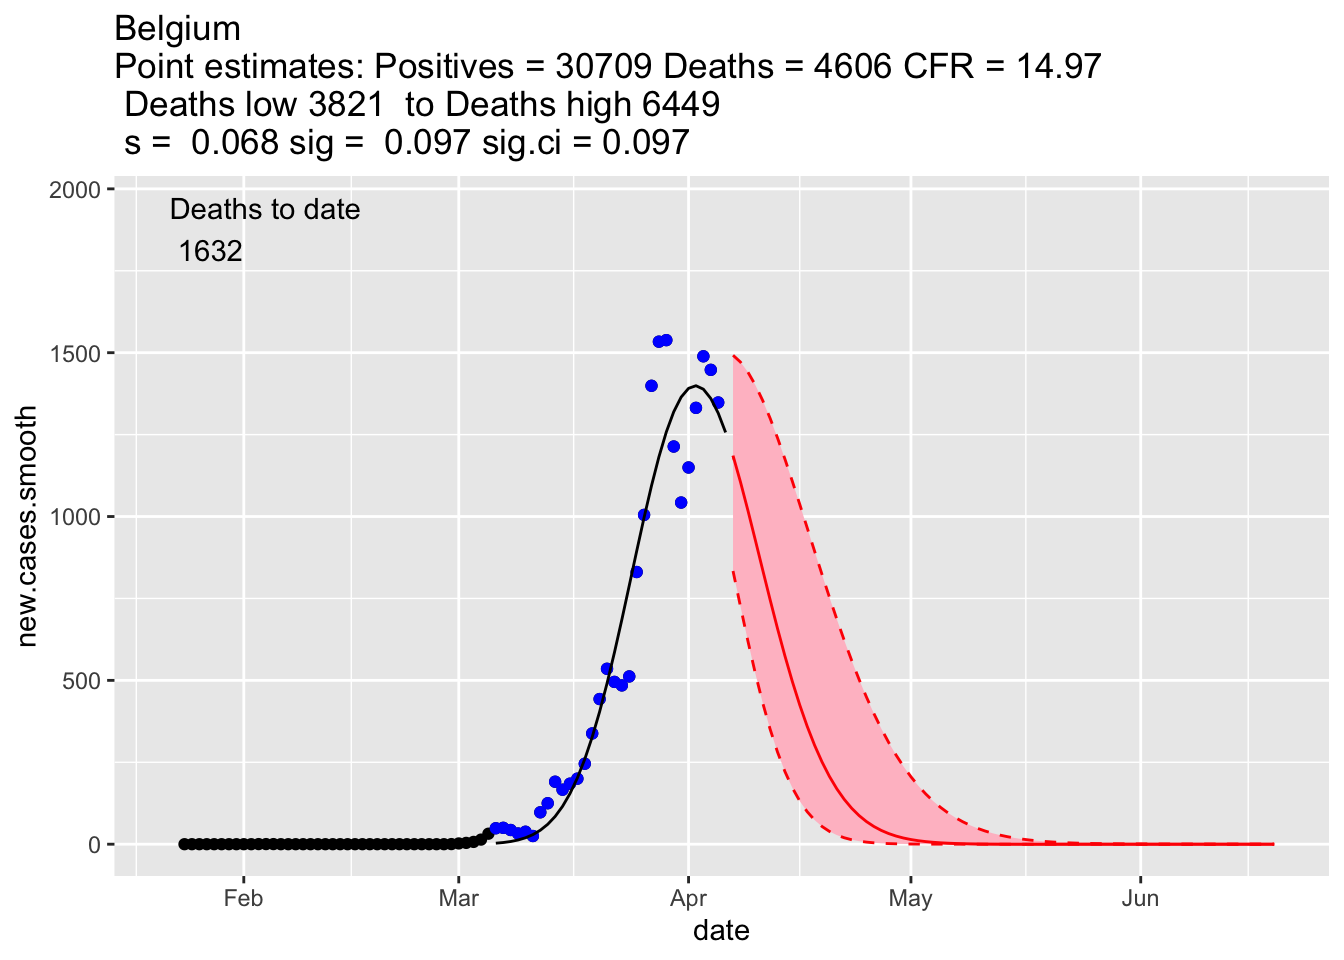 Belgium
Point estimates: Positives = 30709 Deaths = 4606 CFR = 14.97
Deaths low 3821  to Deaths high 6449
s =  0.068 sig =  0.097 sig.ci = 0.097
2000
Deaths to date
1632
1500
1000
500
0
new.cases.smooth
Feb Mar Apr May Jun
date